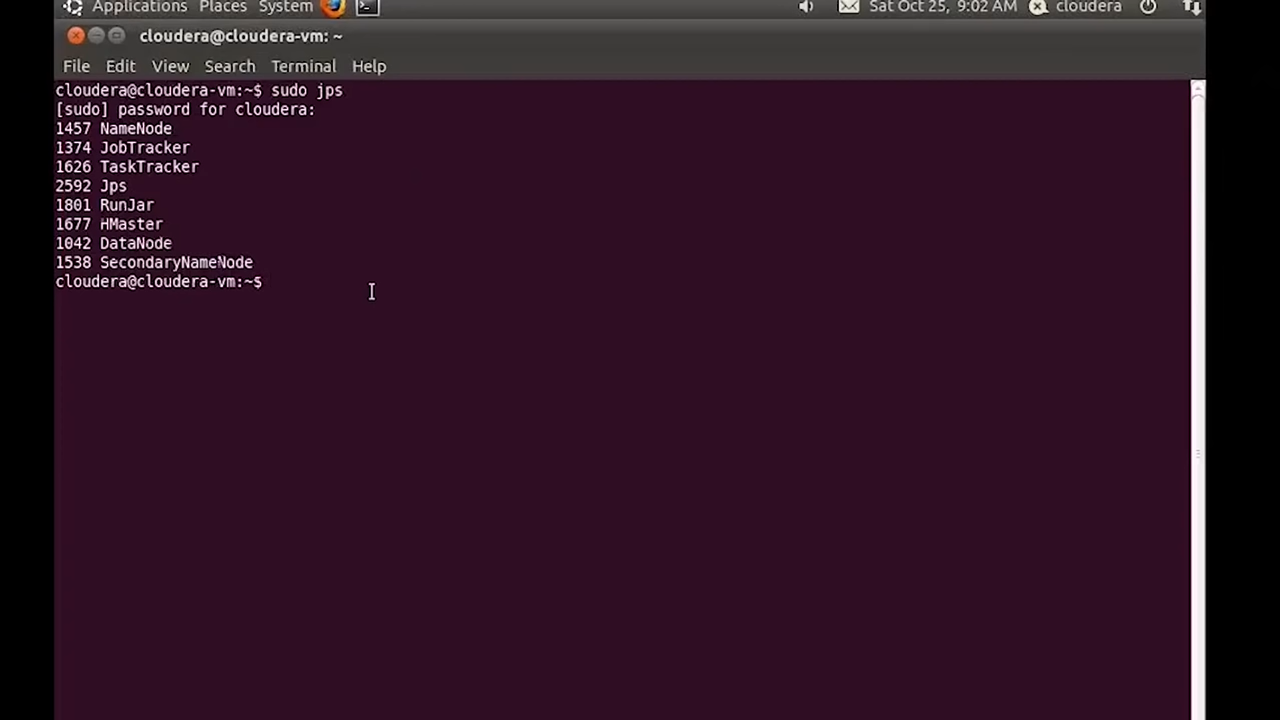 Applications Places System Sat Oct 25, 9:02 AM cloudera
cloudera@cloudera-vm: ~
File Edit View Search Terminal Help
cloudera@cloudera-vm:~$ sudo jps
[sudo] password for cloudera:
1457 NameNode
1374 JobTracker
1626 TaskTracker
2592 Jps
1801 RunJar
1677 HMaster
1042 DataNode
1538 SecondaryNameNode
cloudera@cloudera-vm:~$